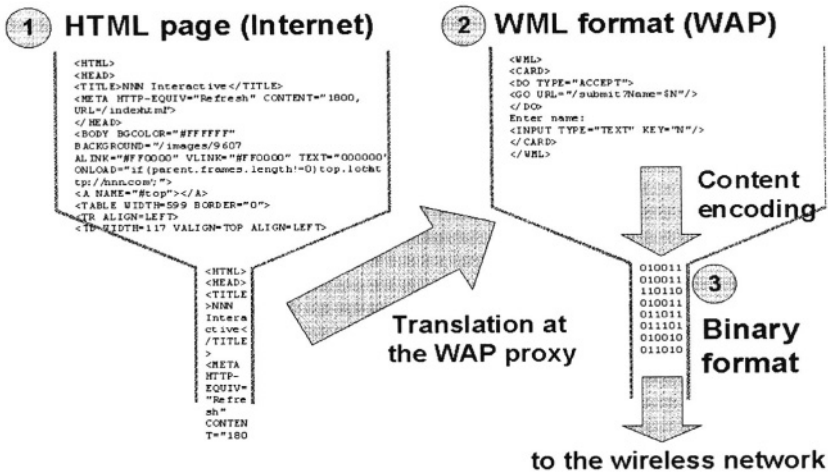 1 HTML page (Internet)
<HTML>
<HEAD>
<TITLE>NNN Interactive</TITLE>
<META HTTP-EQUIV="Refresh" CONTENT="1800,
URL=/indexhtml">
</HEAD>
<BODY BGCOLOR="#FFFFFF"
BACKGROUND="/images/9607
ALINK="#FF0000" VLINK="#FF0000" TEXT="000000"
ONLOAD="if(parent.frames.length!=0)top.locht
tp://nnn.com";">
<A NAME="#top"></A>
<TABLE WIDTH=599 BORDER="0">
<TR ALIGN=LEFT>
<TD WIDTH=117 VALIGN=TOP ALIGN=LEFT>
<HTML>
<HEAD>
<TITLE
>NNN
Intera
ctive<
/TITLE
>
<META
HTTP-
EQUIV=
"Refre
sh"
CONTEN
T="180
Translation at
the WAP proxy
2 WML format (WAP)
<WML>
<CARD>
<DO TYPE="ACCEPT">
<GO URL="/submit?Name=$N"/>
</DO>
Enter name:
<INPUT TYPE="TEXT" KEY="N"/>
</CARD>
</WML>
Content
encoding
010011
010011
110110
010011
011011
011101
010010
011010
3
Binary
format
to the wireless network